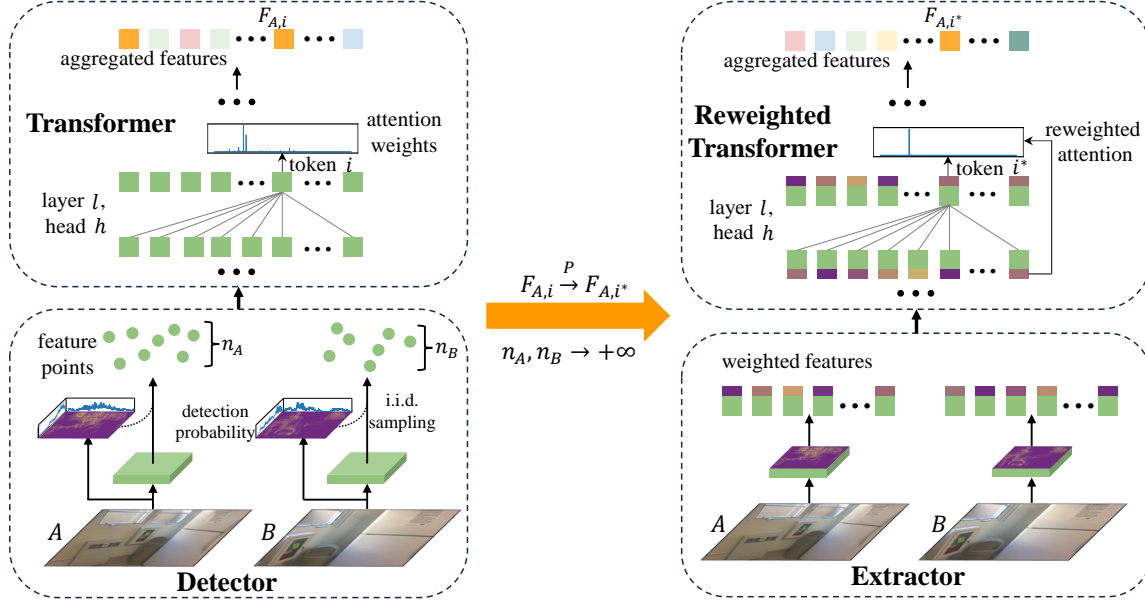 F_{A,i}
aggregated features
Transformer
attention
weights
token i
layer l,
head h
feature
points
n_A
n_B
detection
probability
i.i.d.
sampling
A
B
Detector
F_{A,i} \overset{P}{→} F_{A,i*}
n_A, n_B → +∞
F_{A,i*}
aggregated features
Reweighted
Transformer
reweighted
attention
token i*
layer l,
head h
weighted features
A
B
Extractor